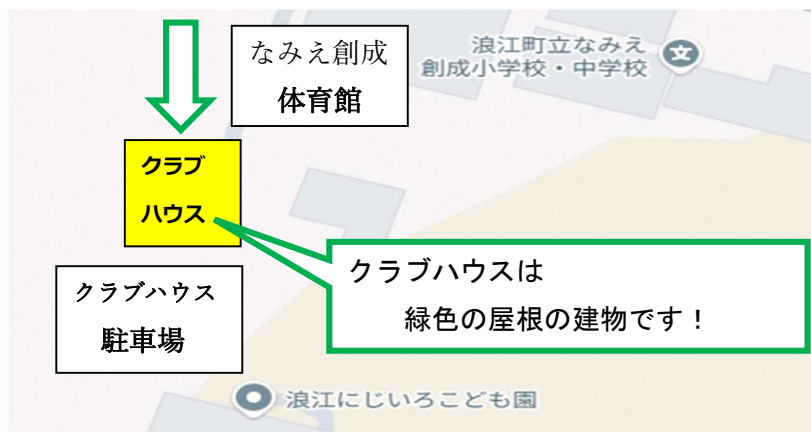 なみえ創成
体育館
浪江町立なみえ
創成小学校・中学校
クラブ
ハウス
クラブハウスは
緑色の屋根の建物です！
クラブハウス
駐車場
浪江にじいろこども園